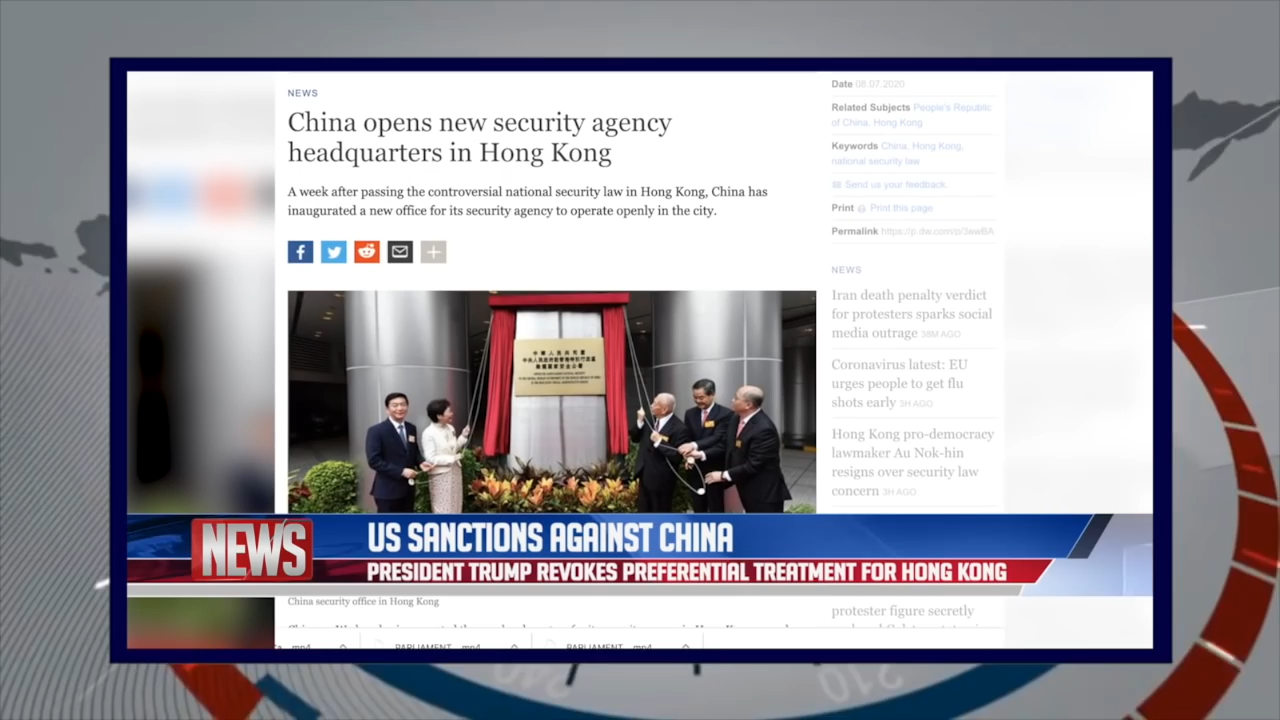 NEWS
China opens new security agency
headquarters in Hong Kong
A week after passing the controversial national security law in Hong Kong, China has
inaugurated a new office for its security agency to operate openly in the city.
Date 08.07.2020
Related Subjects People's Republic
of China, Hong Kong
Keywords China, Hong Kong,
national security law
Send us your feedback.
Print Print this page
Permalink https://p.dw.com/p/3ewBA
NEWS
Iran death penalty verdict
for protesters sparks social
media outrage 38M AGO
Coronavirus latest: EU
urges people to get flu
shots early 3H AGO
Hong Kong pro-democracy
lawmaker Au Nok-hin
resigns over security law
concern 3H AGO
NEWS
US SANCTIONS AGAINST CHINA
PRESIDENT TRUMP REVOKES PREFERENTIAL TREATMENT FOR HONG KONG
China security office in Hong Kong
protester figure secretly
240
210